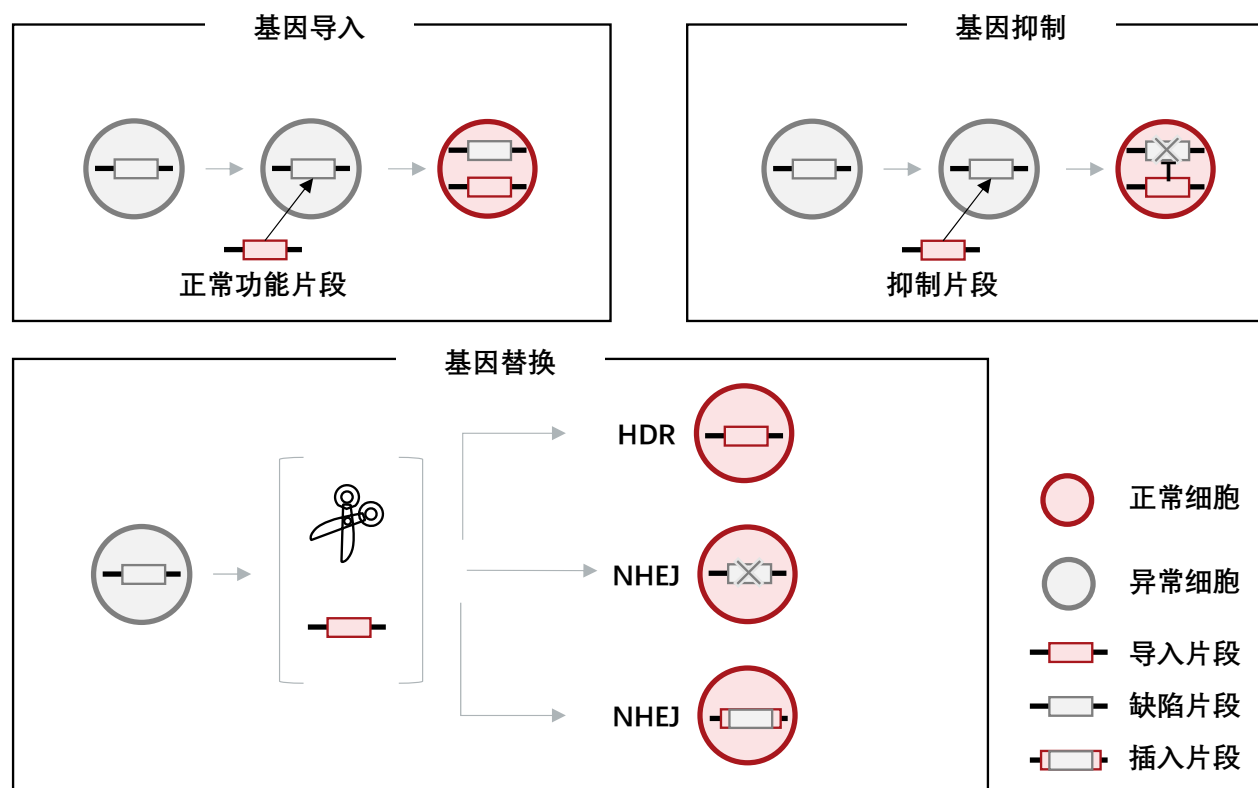 基因导入
基因抑制
正常功能片段
抑制片段
基因替换
HDR
NHEJ
NHEJ
正常细胞
异常细胞
导入片段
缺陷片段
插入片段